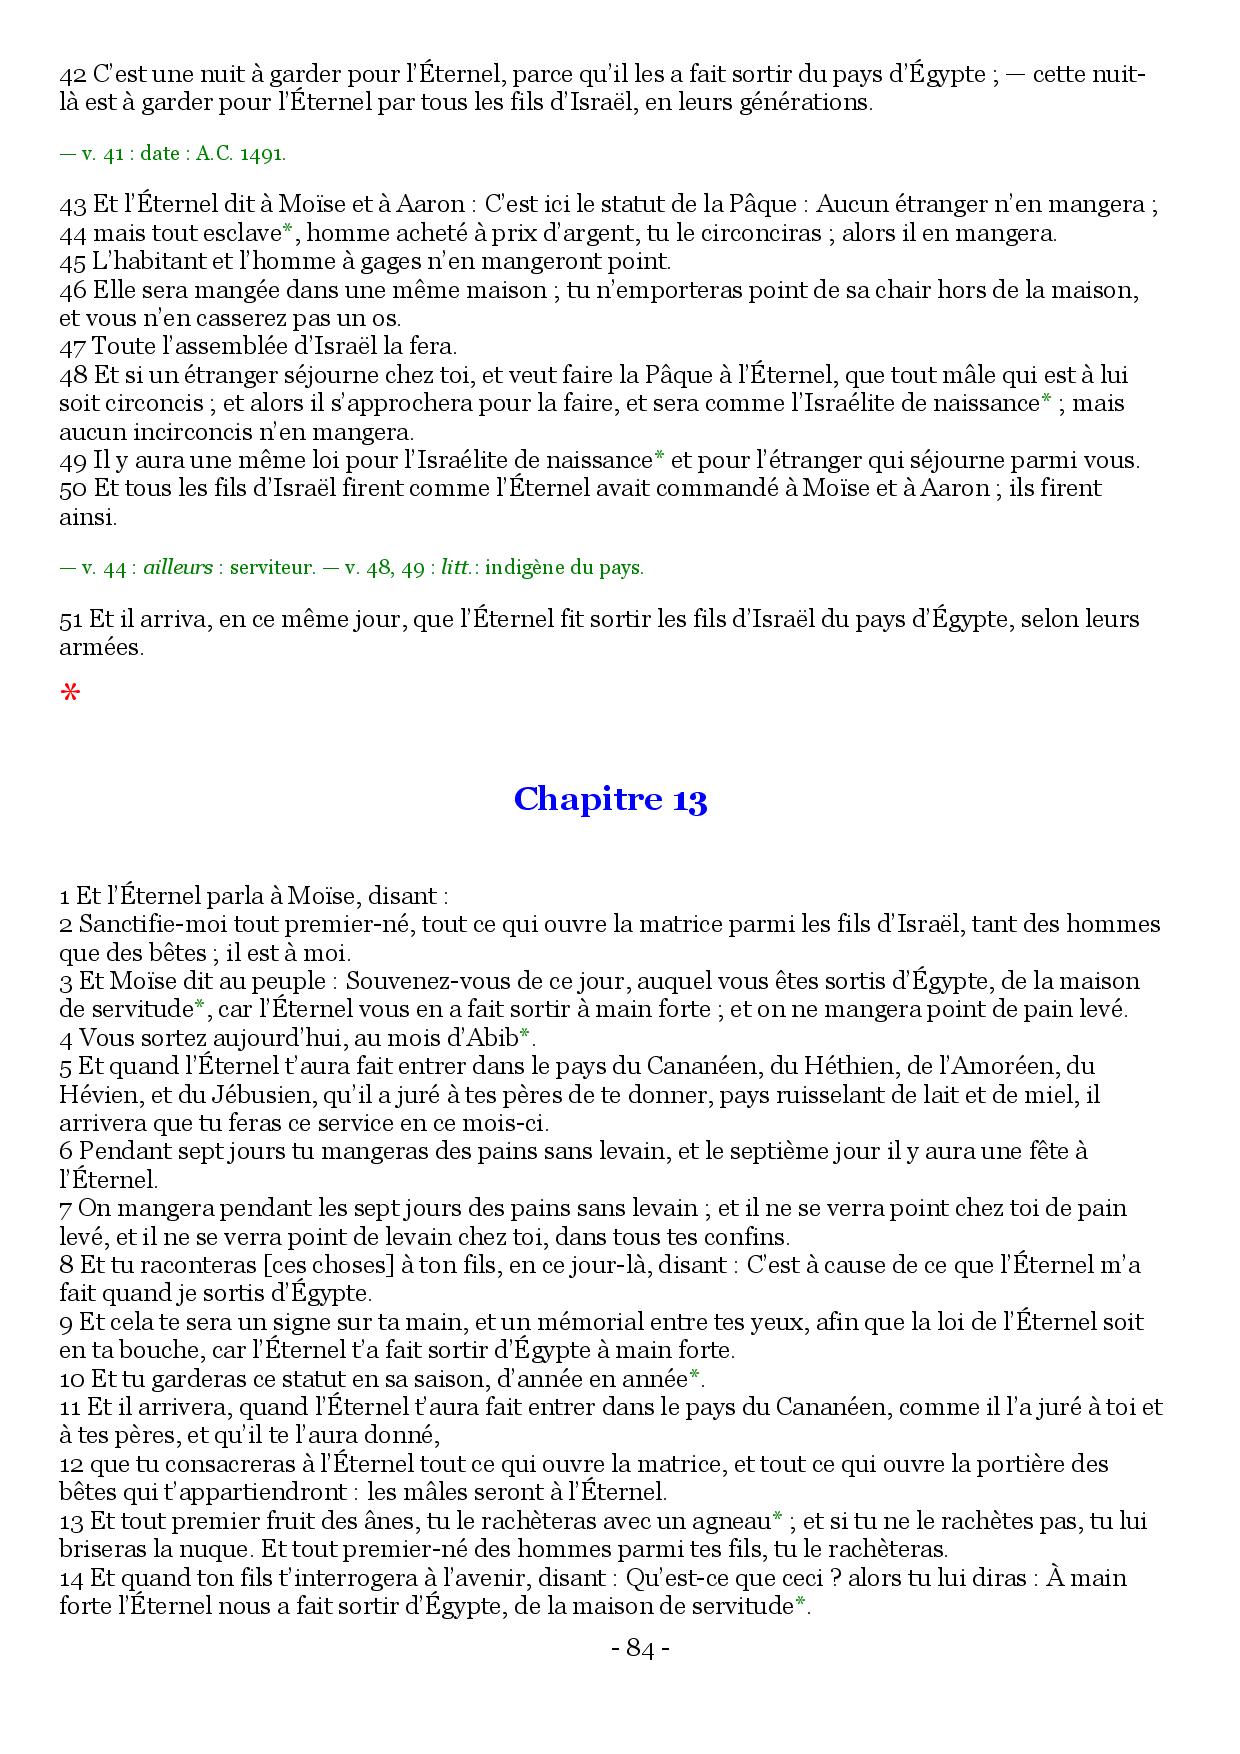 42 C’est une nuit à garder pour l’Éternel, parce qu’il les a fait sortir du pays d’Égypte ; — cette nuit-
là est à garder pour l’Éternel par tous les fils d’Israël, en leurs générations.
— v. 41 : date : A.C. 1491.
43 Et l’Éternel dit à Moïse et à Aaron : C’est ici le statut de la Pâque : Aucun étranger n’en mangera ;
44 mais tout esclave*, homme acheté à prix d’argent, tu le circonciras ; alors il en mangera.
45 L’habitant et l’homme à gages n’en mangeront point.
46 Elle sera mangée dans une même maison ; tu n’emporteras point de sa chair hors de la maison,
et vous n’en casserez pas un os.
47 Toute l’assemblée d’Israël la fera.
48 Et si un étranger séjourne chez toi, et veut faire la Pâque à l’Éternel, que tout mâle qui est à lui
soit circoncis ; et alors il s’approchera pour la faire, et sera comme l’Israélite de naissance* ; mais
aucun incirconcis n’en mangera.
49 Il y aura une même loi pour l’Israélite de naissance* et pour l’étranger qui séjourne parmi vous.
50 Et tous les fils d’Israël firent comme l’Éternel avait commandé à Moïse et à Aaron ; ils firent
ainsi.
— v. 44 : ailleurs : serviteur. — v. 48, 49 : litt.: indigène du pays.
51 Et il arriva, en ce même jour, que l’Éternel fit sortir les fils d’Israël du pays d’Égypte, selon leurs
armées.
*
Chapitre 13
1 Et l’Éternel parla à Moïse, disant :
2 Sanctifie-moi tout premier-né, tout ce qui ouvre la matrice parmi les fils d’Israël, tant des hommes
que des bêtes ; il est à moi.
3 Et Moïse dit au peuple : Souvenez-vous de ce jour, auquel vous êtes sortis d’Égypte, de la maison
de servitude*, car l’Éternel vous en a fait sortir à main forte ; et on ne mangera point de pain levé.
4 Vous sortez aujourd’hui, au mois d’Abib*.
5 Et quand l’Éternel t’aura fait entrer dans le pays du Cananéen, du Héthien, de l’Amoréen, du
Hévien, et du Jébusien, qu’il a juré à tes pères de te donner, pays ruisselant de lait et de miel, il
arrivera que tu feras ce service en ce mois-ci.
6 Pendant sept jours tu mangeras des pains sans levain, et le septième jour il y aura une fête à
l’Éternel.
7 On mangera pendant les sept jours des pains sans levain ; et il ne se verra point chez toi de pain
levé, et il ne se verra point de levain chez toi, dans tous tes confins.
8 Et tu raconteras [ces choses] à ton fils, en ce jour-là, disant : C’est à cause de ce que l’Éternel m’a
fait quand je sortis d’Égypte.
9 Et cela te sera un signe sur ta main, et un mémorial entre tes yeux, afin que la loi de l’Éternel soit
en ta bouche, car l’Éternel t’a fait sortir d’Égypte à main forte.
10 Et tu garderas ce statut en sa saison, d’année en année*.
11 Et il arrivera, quand l’Éternel t’aura fait entrer dans le pays du Cananéen, comme il l’a juré à toi et
à tes pères, et qu’il te l’aura donné,
12 que tu consacreras à l’Éternel tout ce qui ouvre la matrice, et tout ce qui ouvre la portière des
bêtes qui t’appartiendront : les mâles seront à l’Éternel.
13 Et tout premier fruit des ânes, tu le rachèteras avec un agneau* ; et si tu ne le rachètes pas, tu lui
briseras la nuque. Et tout premier-né des hommes parmi tes fils, tu le rachèteras.
14 Et quand ton fils t’interrogera à l’avenir, disant : Qu’est-ce que ceci ? alors tu lui diras : À main
forte l’Éternel nous a fait sortir d’Égypte, de la maison de servitude*.
- 84 -